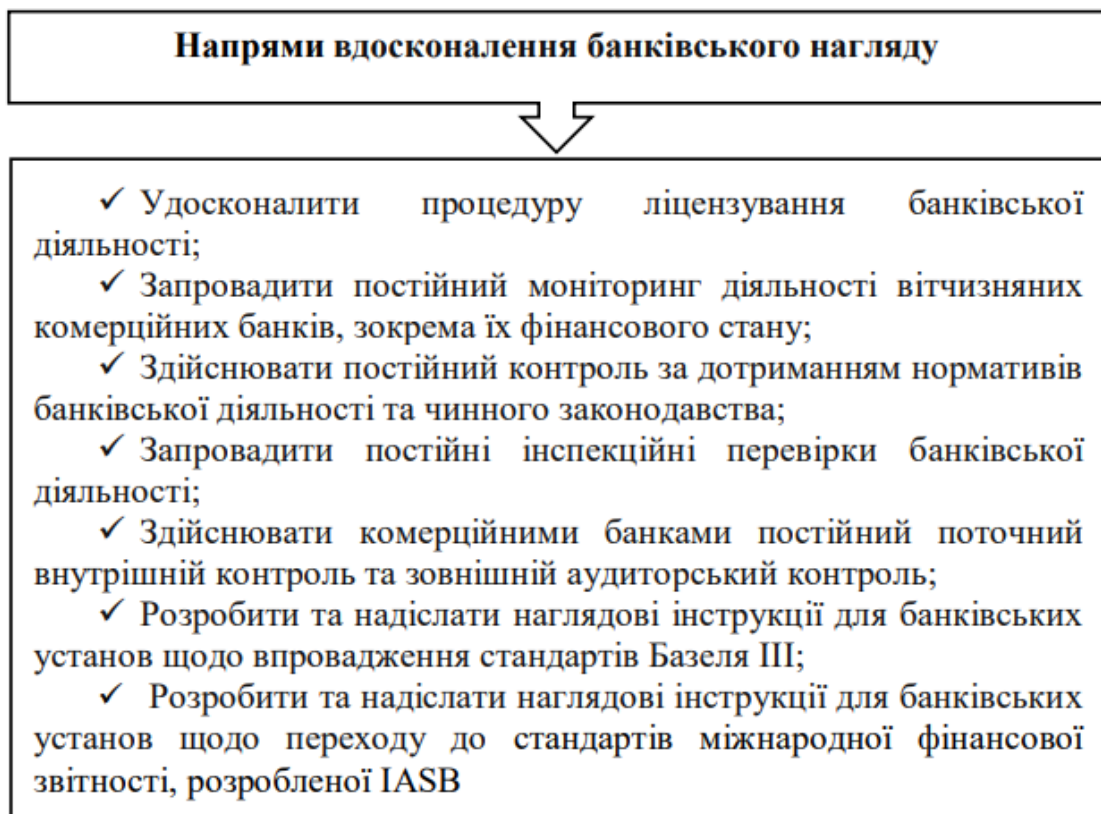 Напрями вдосконалення банківського нагляду
✓ Удосконалити процедуру ліцензування банківської
діяльності;
✓ Запровадити постійний моніторинг діяльності вітчизняних
комерційних банків, зокрема їх фінансового стану;
✓ Здійснювати постійний контроль за дотриманням нормативів
банківської діяльності та чинного законодавства;
✓ Запровадити постійні інспекційні перевірки банківської
діяльності;
✓ Здійснювати комерційними банками постійний поточний
внутрішній контроль та зовнішній аудиторський контроль;
✓ Розробити та надіслати наглядові інструкції для банківських
установ щодо впровадження стандартів Базеля III;
✓ Розробити та надіслати наглядові інструкції для банківських
установ щодо переходу до стандартів міжнародної фінансової
звітності, розробленої IASB